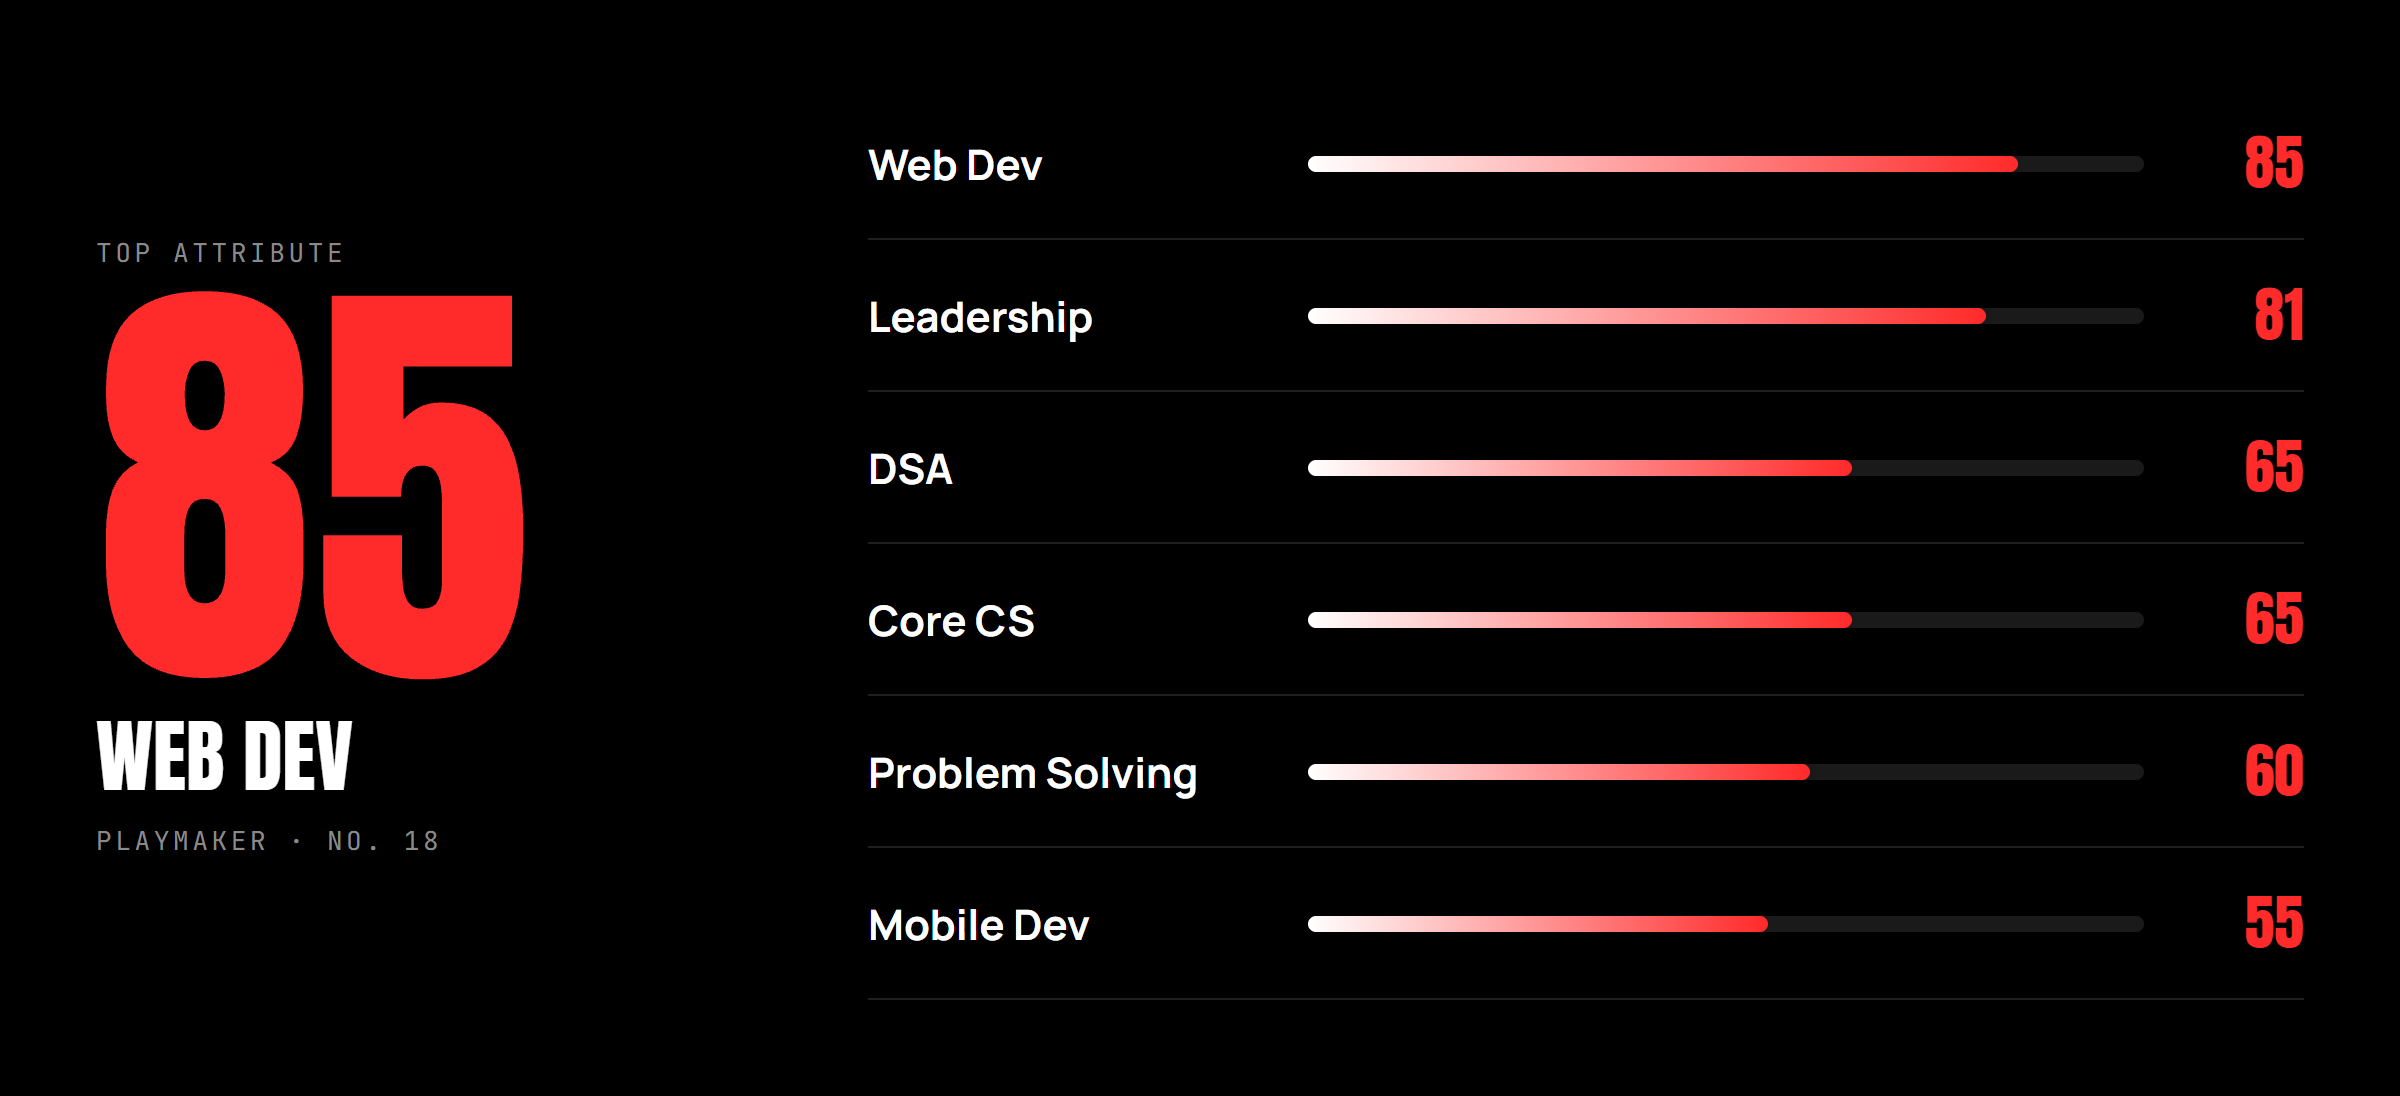 TOP ATTRIBUTE
85
WEB DEV
PLAYMAKER · NO. 18
Web Dev 85
Leadership 81
DSA 65
Core CS 65
Problem Solving 60
Mobile Dev 55